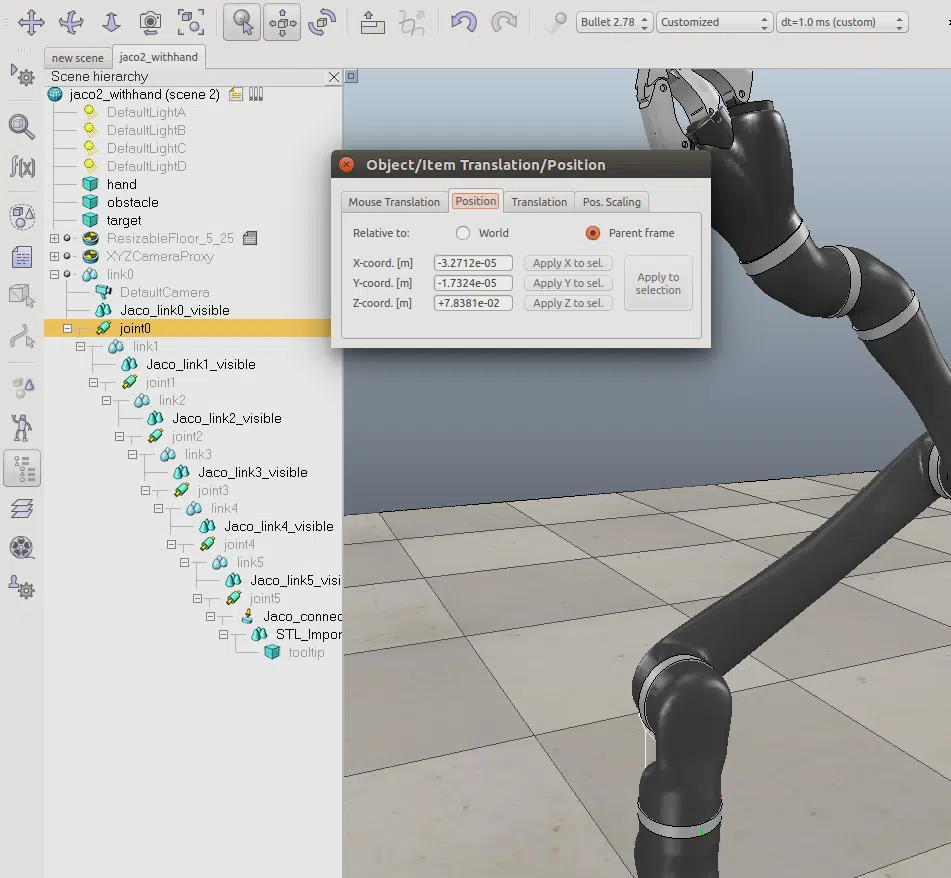 Bullet 2.78
Customized
dt=1.0 ms (custom)
new scene
jaco2_withhand
Scene hierarchy
jaco2_withhand (scene 2)
DefaultLightA
DefaultLightB
DefaultLightC
DefaultLightD
hand
obstacle
target
ResizableFloor_5_25
XYZCameraProxy
link0
DefaultCamera
Jaco_link0_visible
joint0
link1
Jaco_link1_visible
joint1
link2
Jaco_link2_visible
joint2
link3
Jaco_link3_visible
joint3
link4
Jaco_link4_visible
joint4
link5
Jaco_link5_visi
joint5
Jaco_connec
STL_Impor
tooltip
f(x)
Object/Item Translation/Position
Mouse Translation Position Translation Pos. Scaling
Relative to: World Parent frame
X-coord. [m] -3.2712e-05 Apply X to sel.
Y-coord. [m] -1.7324e-05 Apply Y to sel.
Z-coord. [m] +7.8381e-02 Apply Z to sel.
Apply to
selection